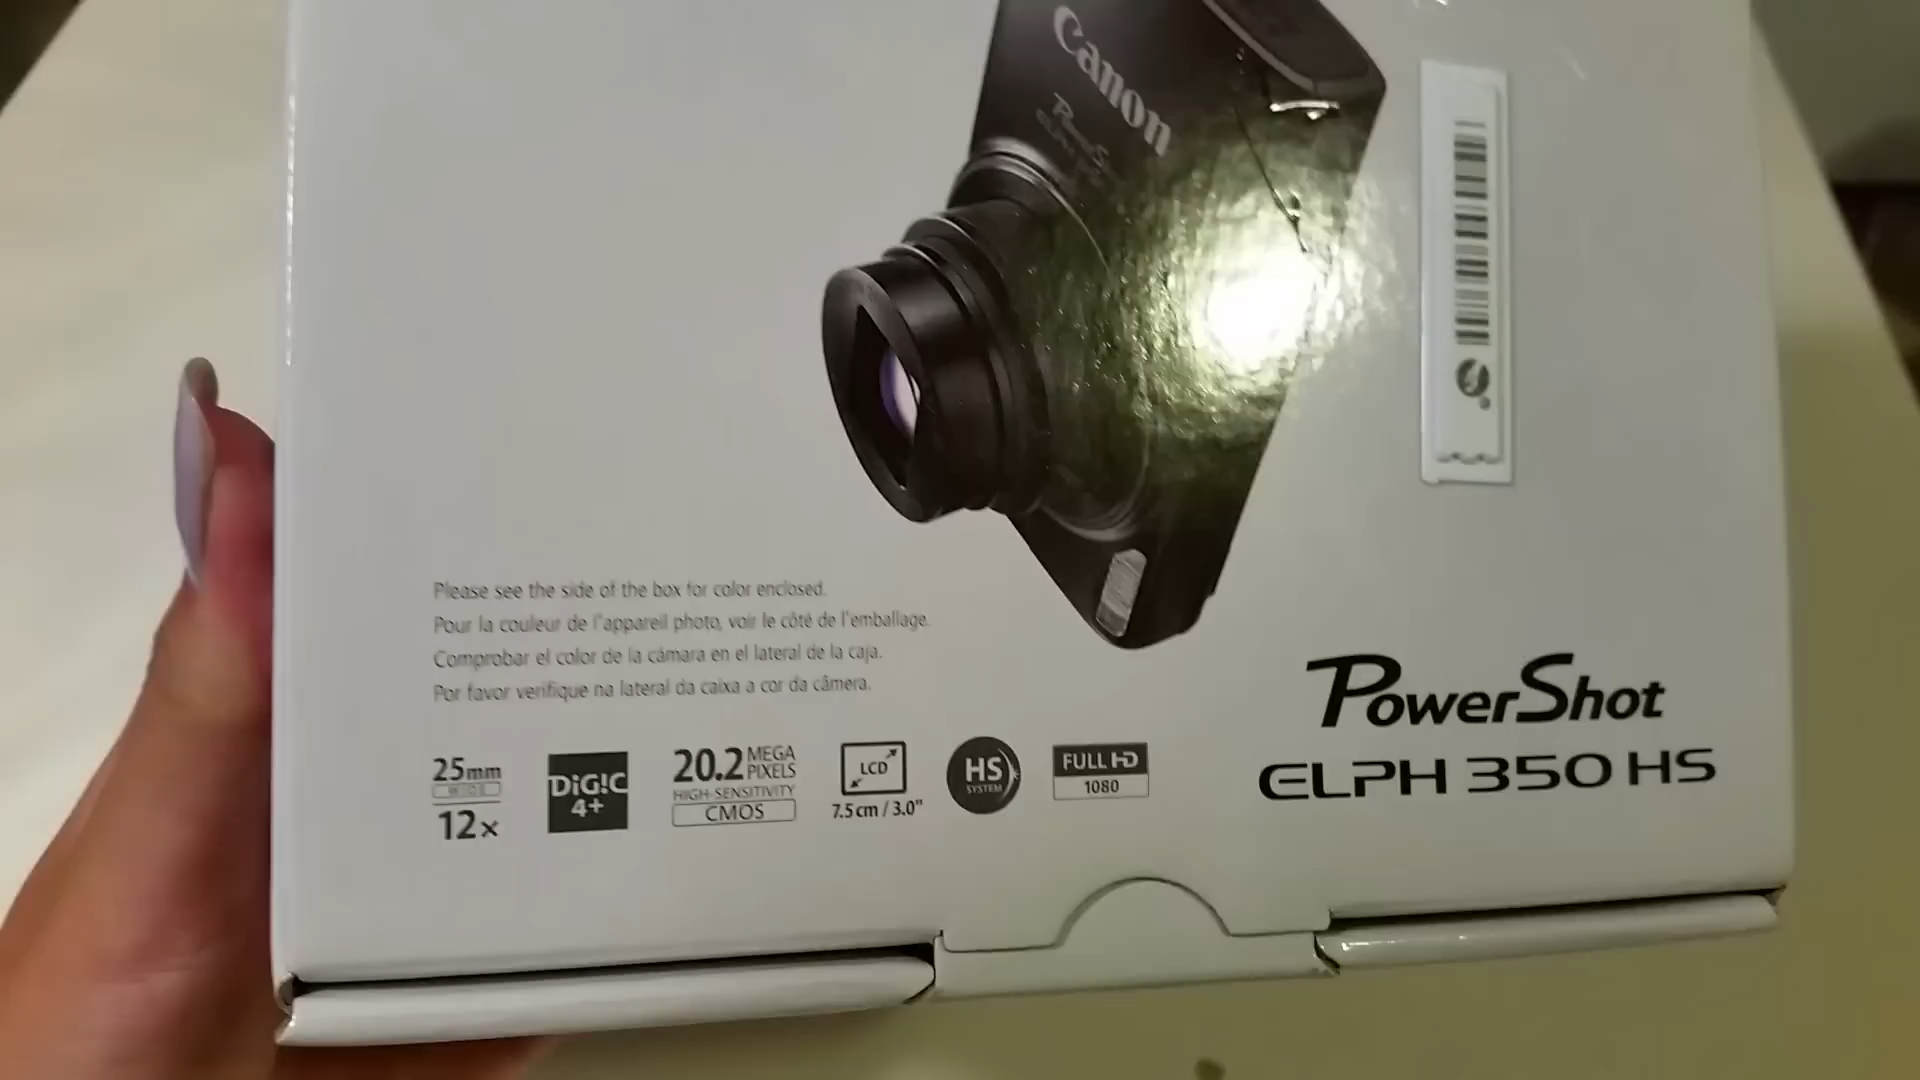 Canon
PowerS
Please see the side of the box for color enclosed.
Pour la couleur de l'appareil photo, voir le côté de l'emballage.
Comprobar el color de la cámara en el lateral de la caja.
Por favor verifique na lateral da caixa a cor da câmera.
25mm
WIDE
12x
DiG!C
4+
20.2 MEGA PIXELS
HIGH-SENSITIVITY
CMOS
LCD
7.5cm / 3.0"
HS
SYSTEM
FULL HD
1080
PowerShot
ELPH 350 HS